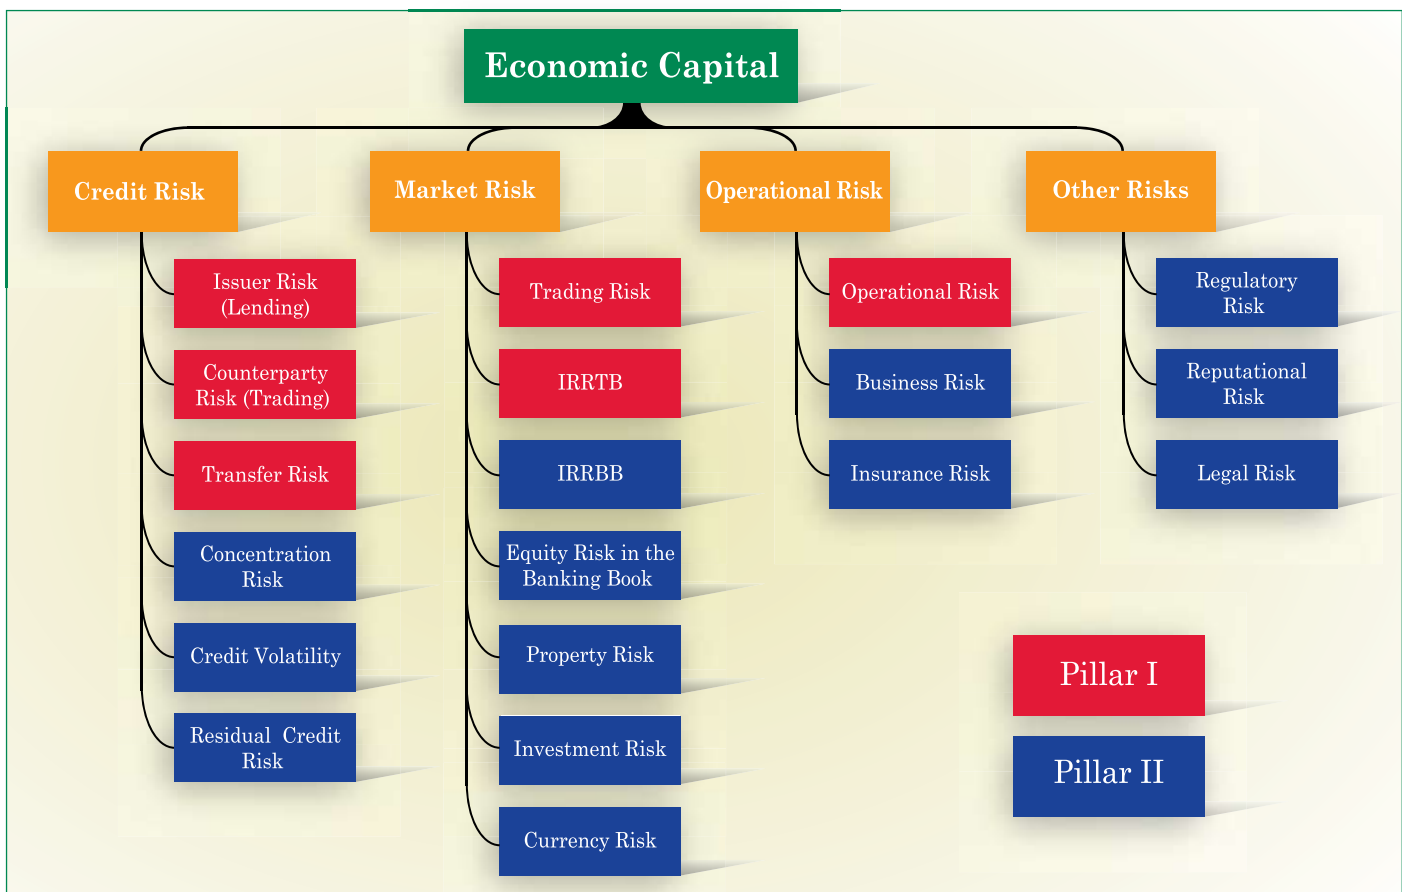 Economic Capital
Credit Risk
Issuer Risk
(Lending)
Counterparty
Risk (Trading)
Transfer Risk
Concentration
Risk
Credit Volatility
Residual  Credit
Risk
Market Risk
Trading Risk
IRRTB
IRRBB
Equity Risk in the
Banking Book
Property Risk
Investment Risk
Currency Risk
Operational Risk
Operational Risk
Business Risk
Insurance Risk
Other Risks
Regulatory
Risk
Reputational
Risk
Legal Risk
Pillar I
Pillar II